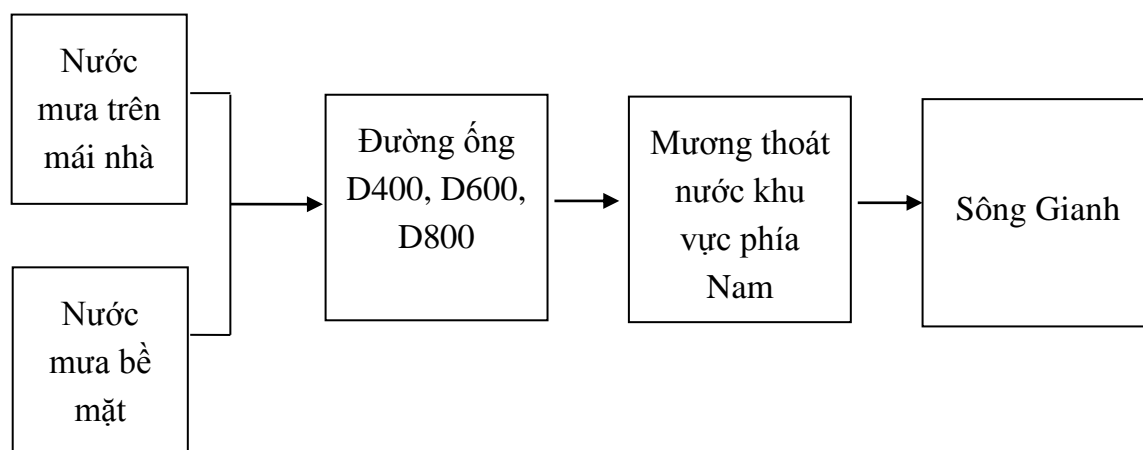 Nước
mưa trên
mái nhà
Nước
mưa bề
mặt
Đường ống
D400, D600,
D800
Mương thoát
nước khu
vực phía
Nam
Sông Gianh